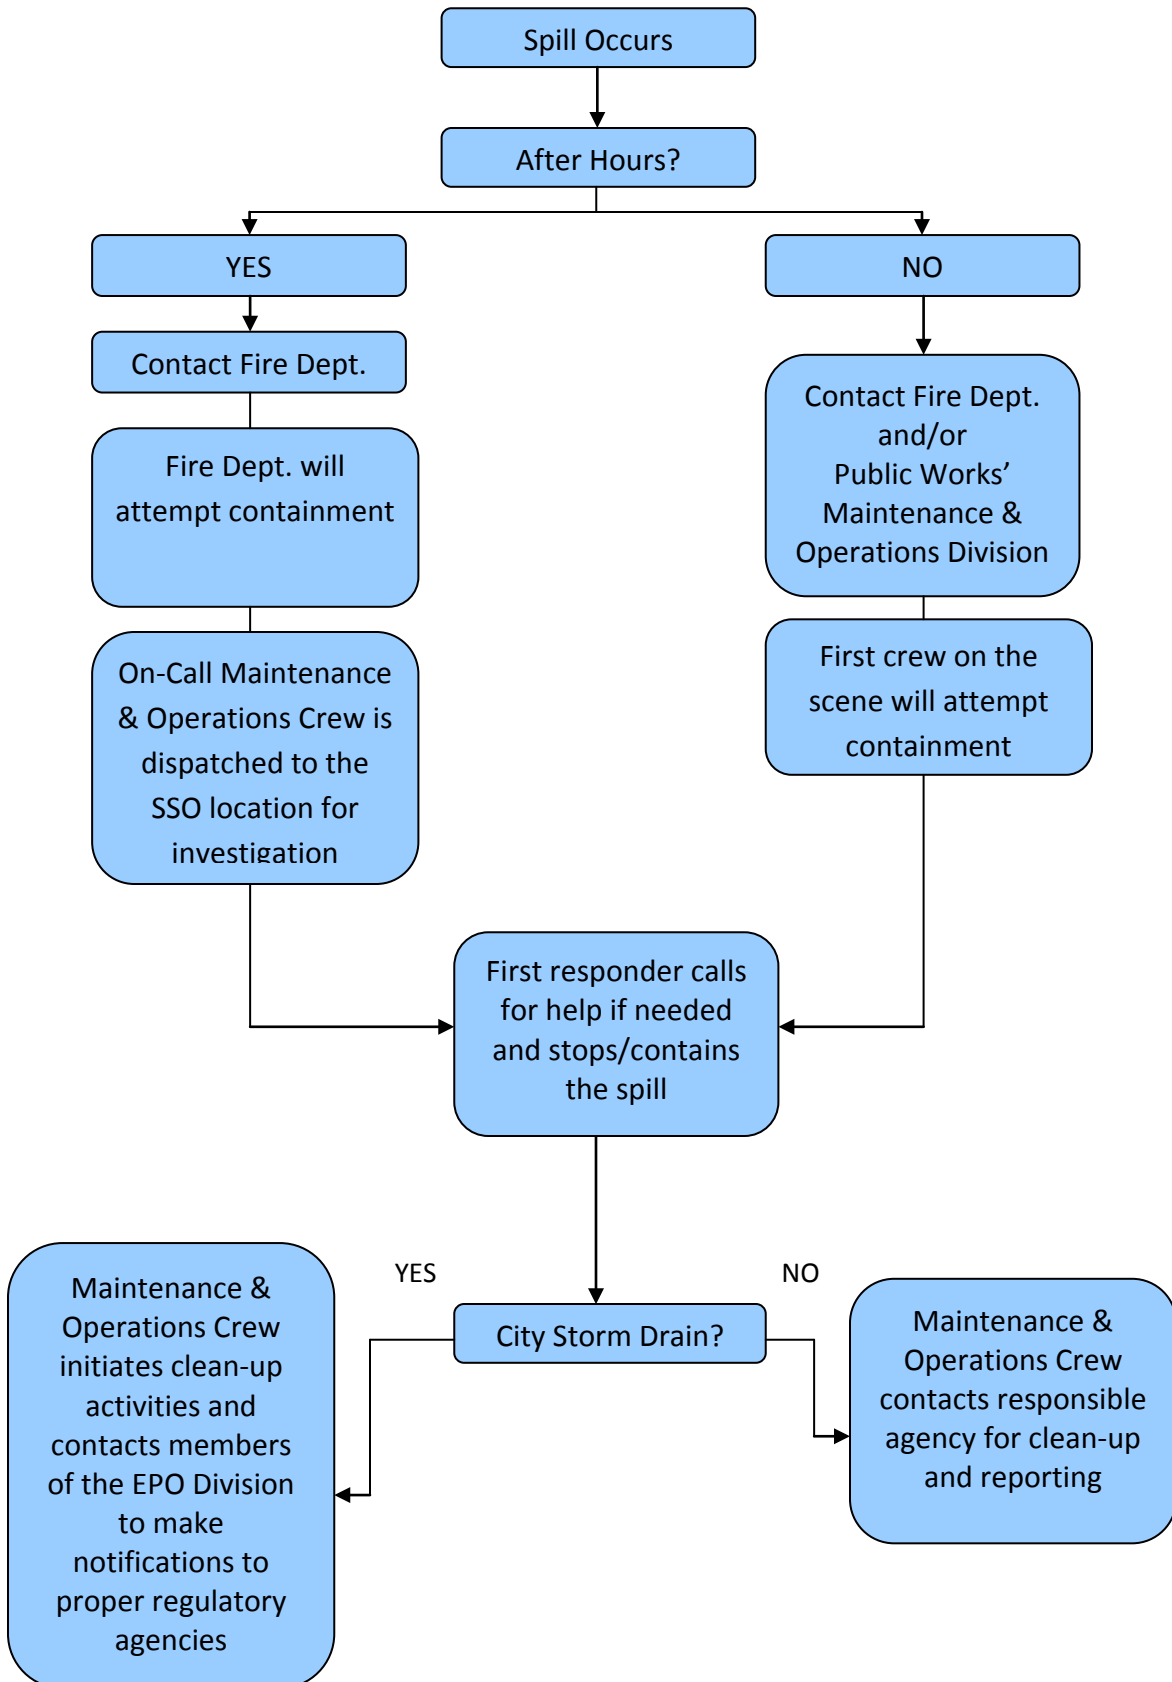 Spill Occurs
After Hours?
YES
NO
Contact Fire Dept.
Contact Fire Dept.
and/or
Public Works’
Maintenance &
Operations Division
Fire Dept. will
attempt containment
First crew on the
scene will attempt
containment
On-Call Maintenance
& Operations Crew is
dispatched to the
SSO location for
investigation
First responder calls
for help if needed
and stops/contains
the spill
YES
NO
City Storm Drain?
Maintenance &
Operations Crew
initiates clean-up
activities and
contacts members
of the EPO Division
to make
notifications to
proper regulatory
agencies
Maintenance &
Operations Crew
contacts responsible
agency for clean-up
and reporting